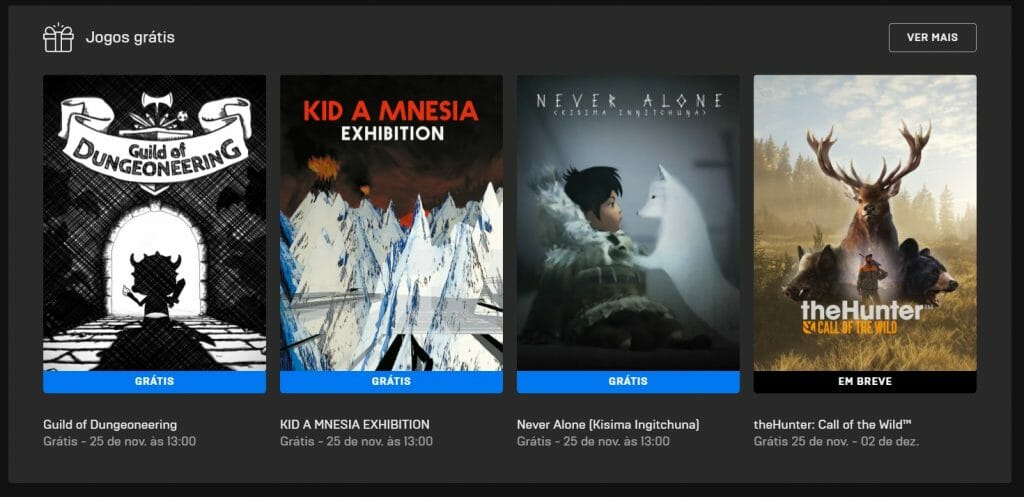 Jogos grátis
VER MAIS
Guild of
DUNGEONEERING
GRÁTIS
Guild of Dungeoneering
Grátis - 25 de nov. às 13:00
KID A MNESIA
EXHIBITION
GRÁTIS
KID A MNESIA EXHIBITION
Grátis - 25 de nov. às 13:00
NEVER ALONE
(KISIMA INGITCHUNA)
GRÁTIS
Never Alone (Kisima Ingitchuna)
Grátis - 25 de nov. às 13:00
theHunter™
CALL OF THE WILD
EM BREVE
theHunter: Call of the Wild™
Grátis 25 de nov. - 02 de dez.